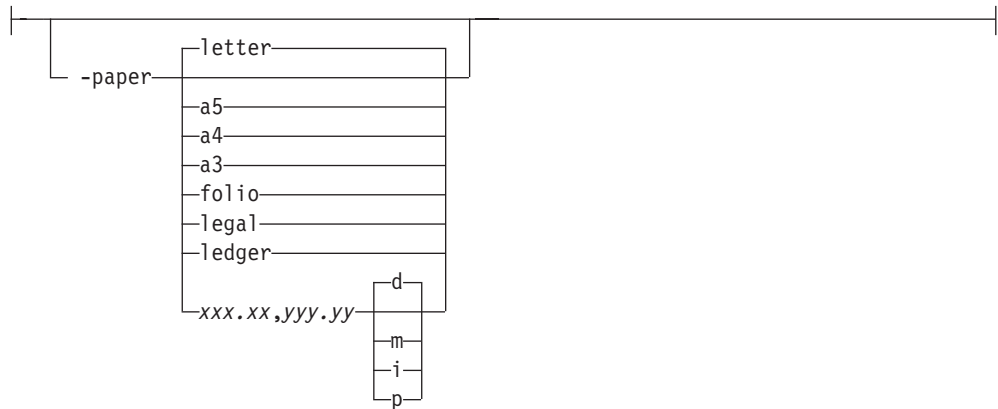 letter
-paper
a5
a4
a3
folio
legal
ledger
d
xxx.xx,yyy.yy
m
i
p